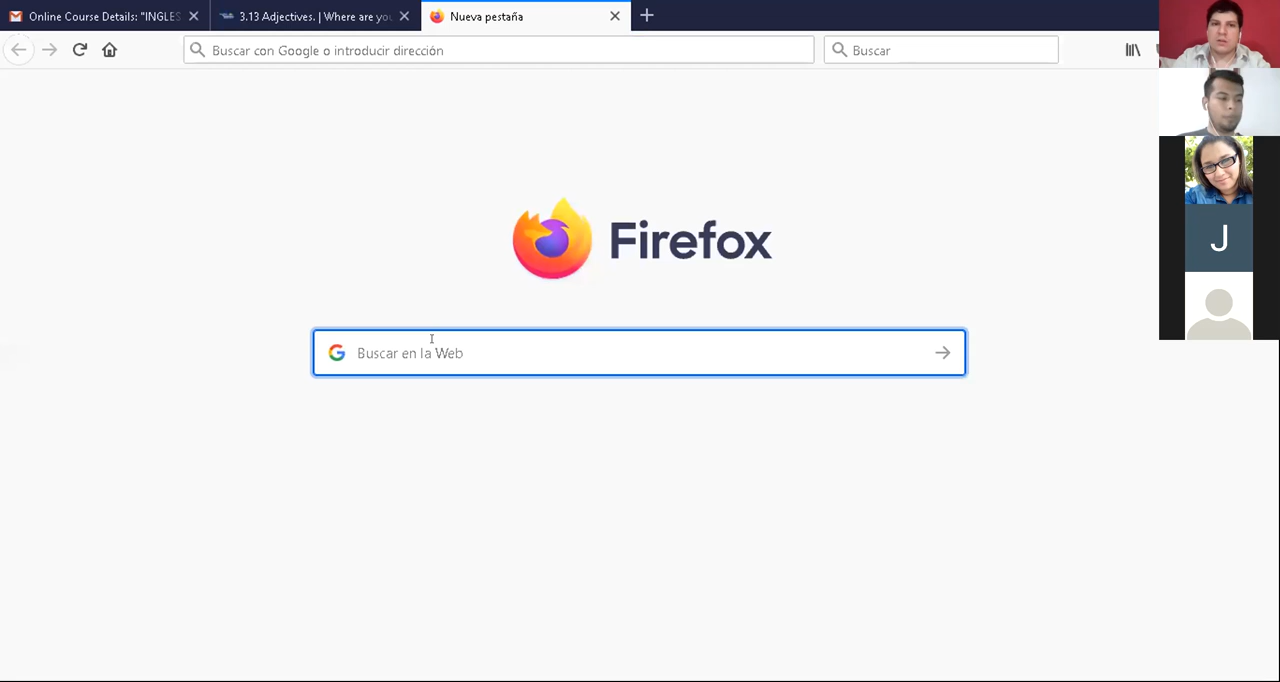 Online Course Details: "INGLES
3.13 Adjectives. | Where are you
Nueva pestaña
Buscar con Google o introducir dirección
Buscar
Firefox
Buscar en la Web
J